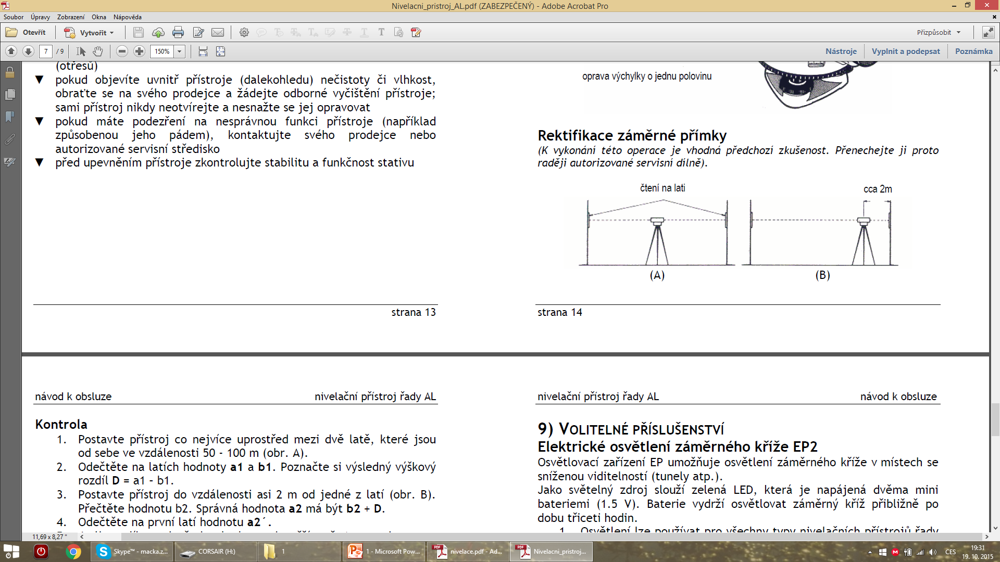 Nivelacni_pristroj_AL.pdf (ZABEZPEČENÝ) - Adobe Acrobat Pro
Soubor Úpravy Zobrazení Okna Nápověda
Otevřít Vytvořit Přizpůsobit
7 / 9 150% Nástroje Vyplnit a podepsat Poznámka
(otřesů)
▼ pokud objevíte uvnitř přístroje (dalekohledu) nečistoty či vlhkost,
obraťte se na svého prodejce a žádejte odborné vyčištění přístroje;
sami přístroj nikdy neotvírejte a nesnažte se jej opravovat
▼ pokud máte podezření na nesprávnou funkci přístroje (například
způsobenou jeho pádem), kontaktujte svého prodejce nebo
autorizované servisní středisko
▼ před upevněním přístroje zkontrolujte stabilitu a funkčnost stativu
strana 13
oprava výchylky o jednu polovinu
Rektifikace záměrné přímky
(K vykonání této operace je vhodná předchozí zkušenost. Přenechejte ji proto
raději autorizované servisní dílně).
čtení na lati
cca 2m
(A) (B)
strana 14
návod k obsluze nivelační přístroj řady AL
Kontrola
1. Postavte přístroj co nejvíce uprostřed mezi dvě latě, které jsou
od sebe ve vzdálenosti 50 - 100 m (obr. A).
2. Odečtěte na latích hodnoty a1 a b1. Poznačte si výsledný výškový
rozdíl D = a1 – b1.
3. Postavte přístroj do vzdálenosti asi 2 m od jedné z latí (obr. B).
Přečtěte hodnotu b2. Správná hodnota a2 má být b2 + D.
4. Odečtěte na první latí hodnotu a2´.
nivelační přístroj řady AL návod k obsluze
9) VOLITELNÉ PŘÍSLUŠENSTVÍ
Elektrické osvětlení záměrného kříže EP2
Osvětlovací zařízení EP umožňuje osvětlení záměrného kříže v místech se
sníženou viditelností (tunely atp.).
Jako světelný zdroj slouží zelená LED, která je napájená dvěma mini
bateriemi (1.5 V). Baterie vydrží osvětlovat záměrný kříž přibližně po
dobu třiceti hodin.
1. Osvětlení lze používat pro všechny typy nivelačních přístrojů řady
11,69 x 8,27 "
Skype™ - macka.z... CORSAIR (H:) 1 1 - Microsoft Pow... nivelace.pdf - Ad... Nivelacni_pristroj... CES 19:31
19. 10. 2015